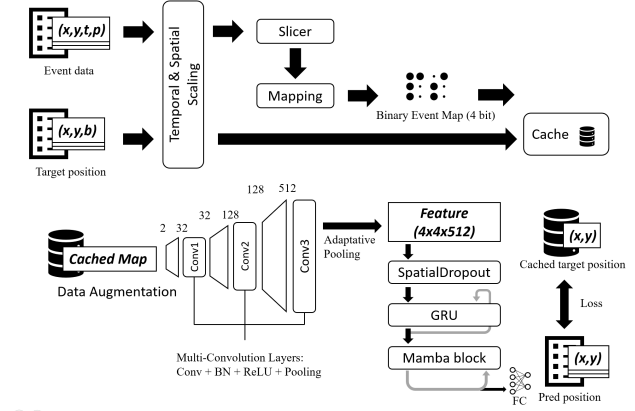 (x,y,t,p)
Event data
Temporal & Spatial
Scaling
Slicer
Mapping
Binary Event Map (4 bit)
(x,y,b)
Target position
Cache
2
32
32
128
128
512
Cached Map
Data Augmentation
Conv1
Conv2
Conv3
Multi-Convolution Layers:
Conv + BN + ReLU + Pooling
Adaptative
Pooling
Feature
(4x4x512)
SpatialDropout
GRU
Mamba block
FC
(x,y)
Cached target position
Loss
(x,y)
Pred position